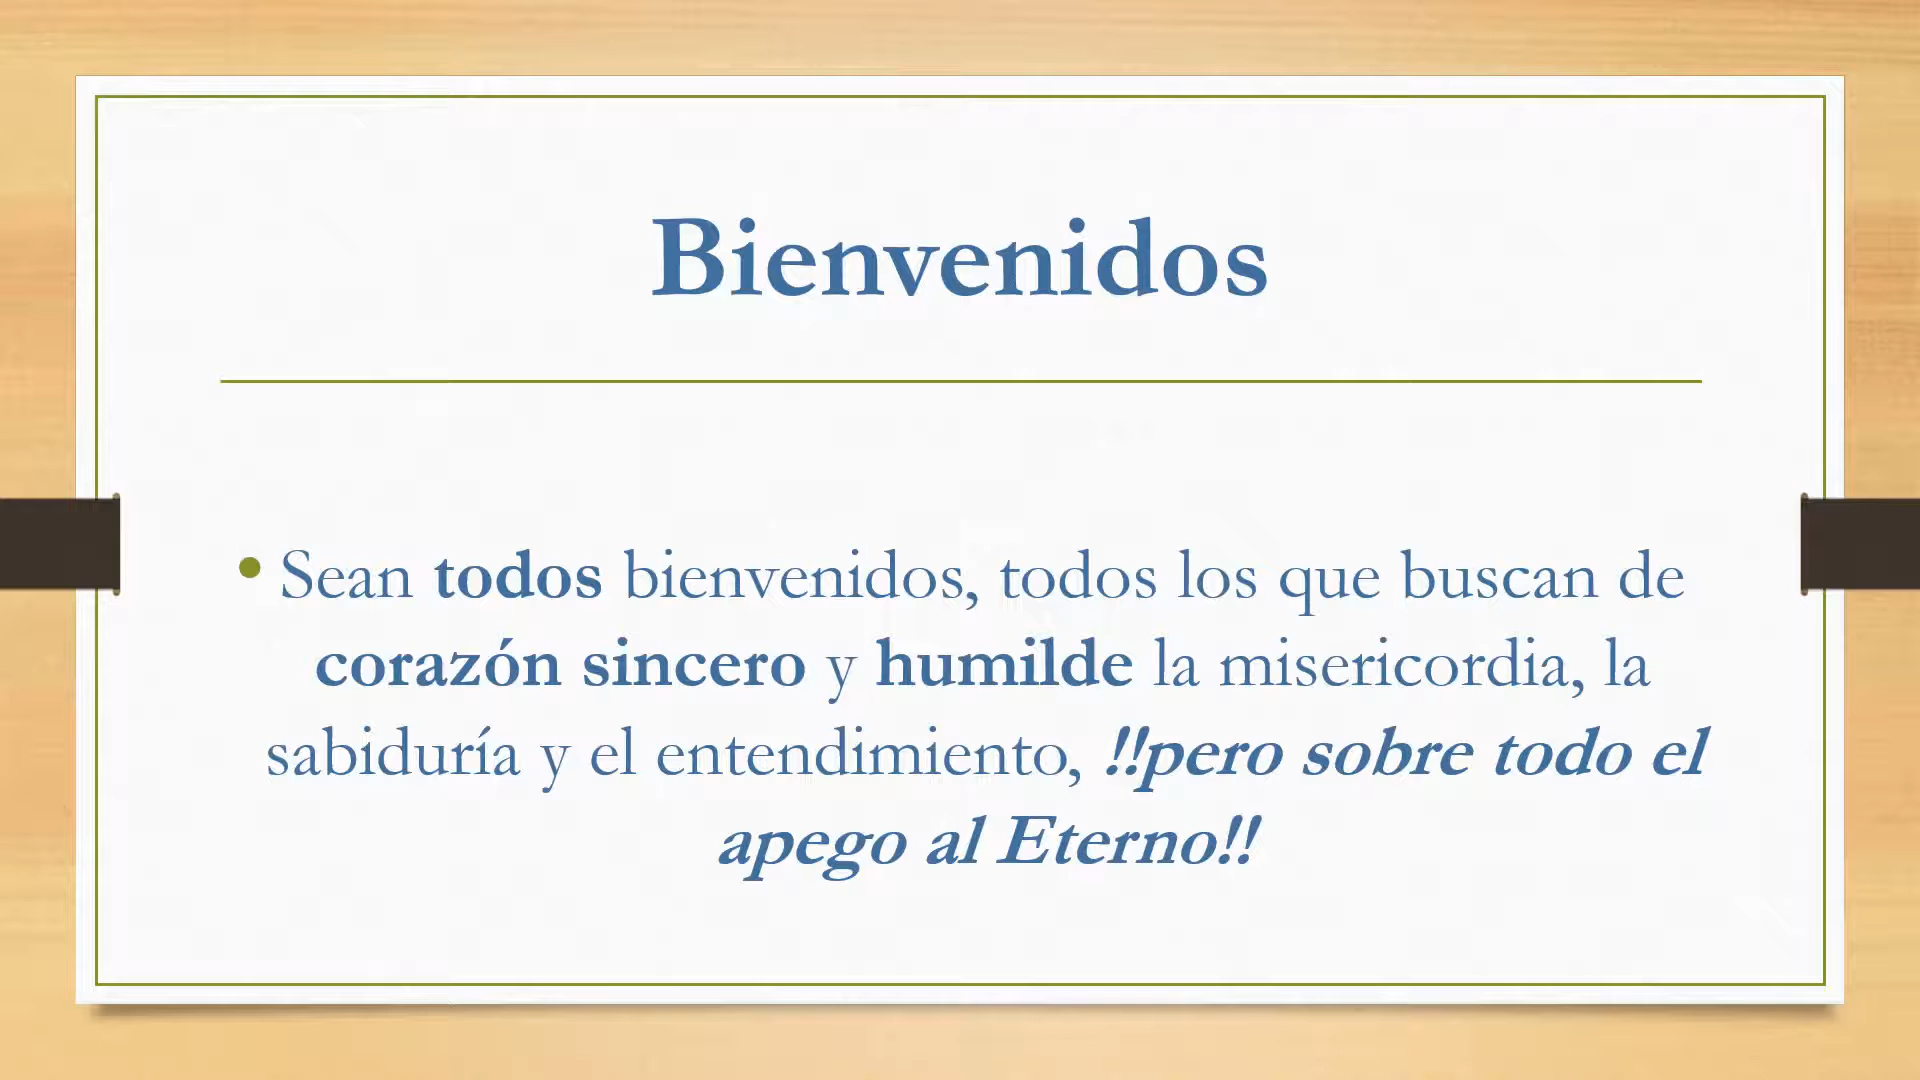 Bienvenidos
• Sean todos bienvenidos, todos los que buscan de
corazón sincero y humilde la misericordia, la
sabiduría y el entendimiento, !!pero sobre todo el
apego al Eterno!!